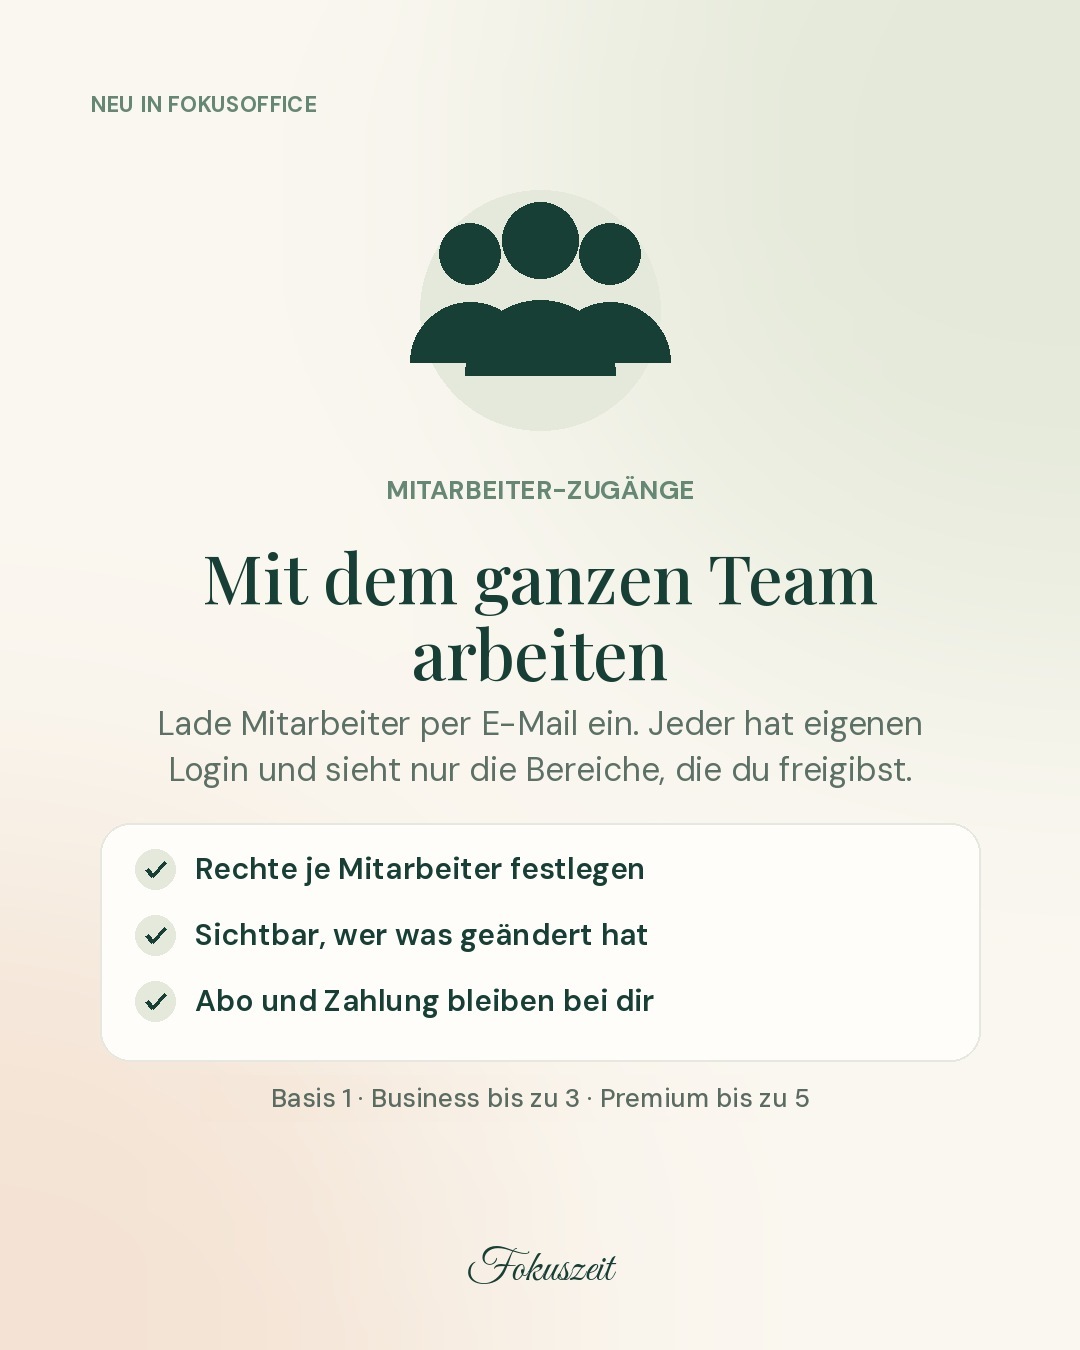 NEU IN FOKUSOFFICE
MITARBEITER-ZUGÄNGE
Mit dem ganzen Team
arbeiten
Lade Mitarbeiter per E-Mail ein. Jeder hat eigenen
Login und sieht nur die Bereiche, die du freigibst.
Rechte je Mitarbeiter festlegen
Sichtbar, wer was geändert hat
Abo und Zahlung bleiben bei dir
Basis 1 · Business bis zu 3 · Premium bis zu 5
Fokuszeit